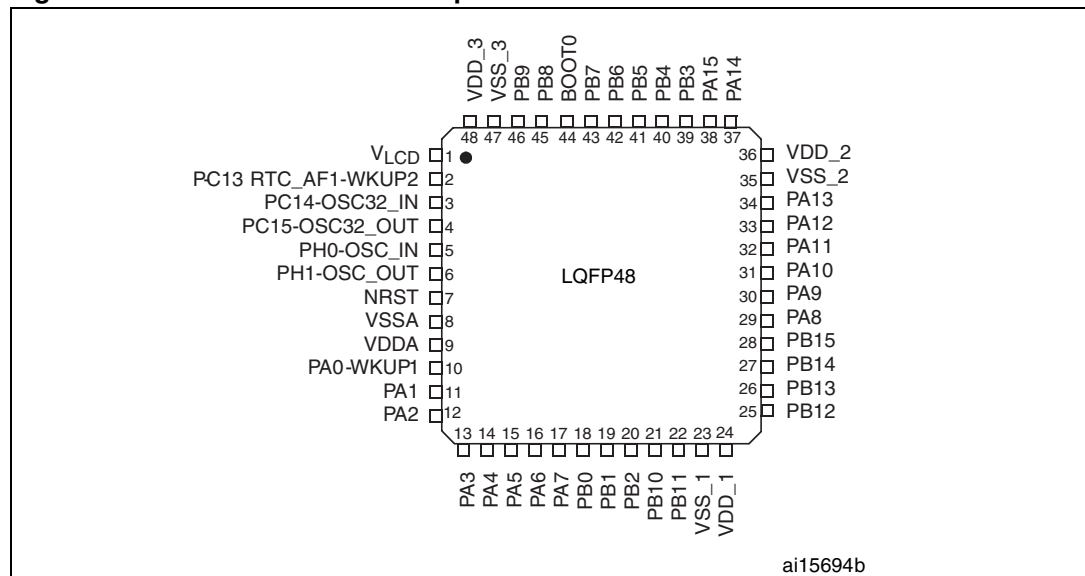 VDD_3
VSS_3
PB9
PB8
BOOT0
PB7
PB6
PB5
PB4
PB3
PA15
PA14
48 47 46 45 44 43 42 41 40 39 38 37
VLCD 1
PC13 RTC_AF1-WKUP2 2
PC14-OSC32_IN 3
PC15-OSC32_OUT 4
PH0-OSC_IN 5
PH1-OSC_OUT 6
NRST 7
VSSA 8
VDDA 9
PA0-WKUP1 10
PA1 11
PA2 12
LQFP48
36 VDD_2
35 VSS_2
34 PA13
33 PA12
32 PA11
31 PA10
30 PA9
29 PA8
28 PB15
27 PB14
26 PB13
25 PB12
13 14 15 16 17 18 19 20 21 22 23 24
PA3
PA4
PA5
PA6
PA7
PB0
PB1
PB2
PB10
PB11
VSS_1
VDD_1
ai15694b